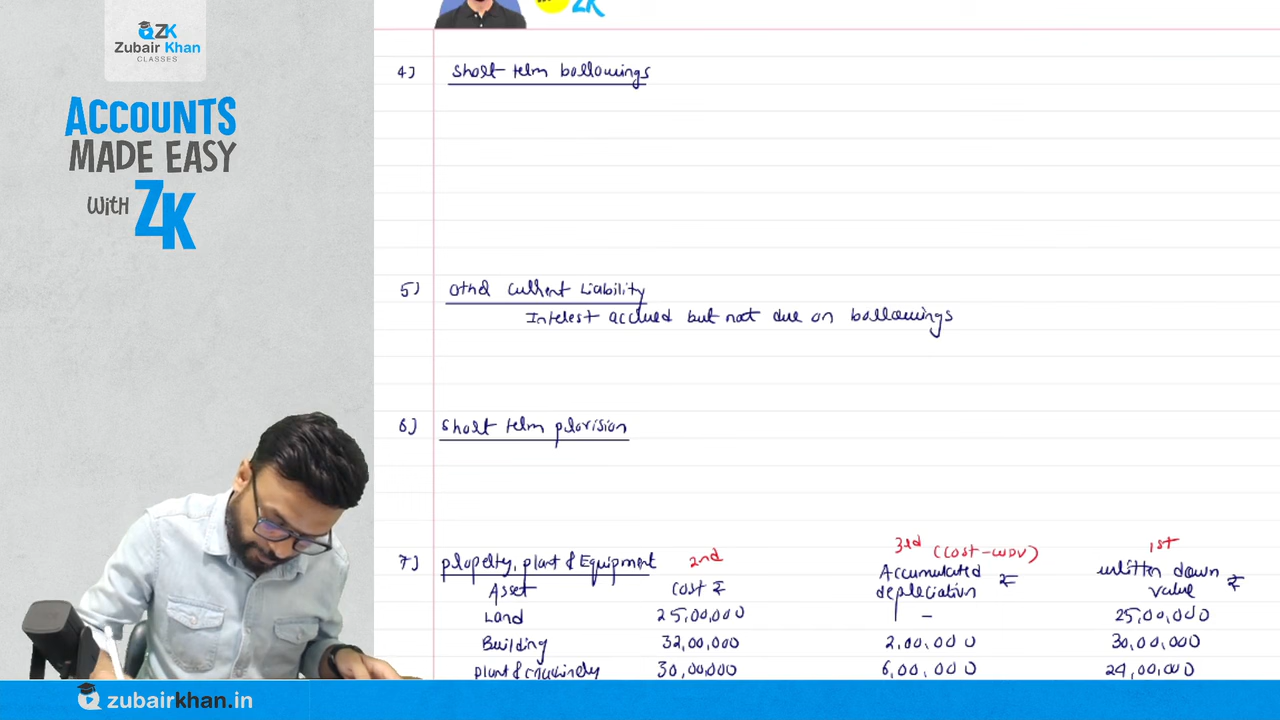 ZK
Zubair Khan
CLASSES
ACCOUNTS
MADE EASY
WITH ZK
ZK
4) Short term borrowings
5) Other current Liability
Interest accrued but not due on borrowings
6) Short term provision
7) Property, plant & Equipment 2nd 3rd (Cost-WDV) 1st
Asset Cost ₹ Accumulated depreciation ₹ written down value ₹
Land 25,00,000 — 25,00,000
Building 32,00,000 2,00,000 30,00,000
Plant & Machinery 30,00,000 6,00,000 24,00,000
zubairkhan.in